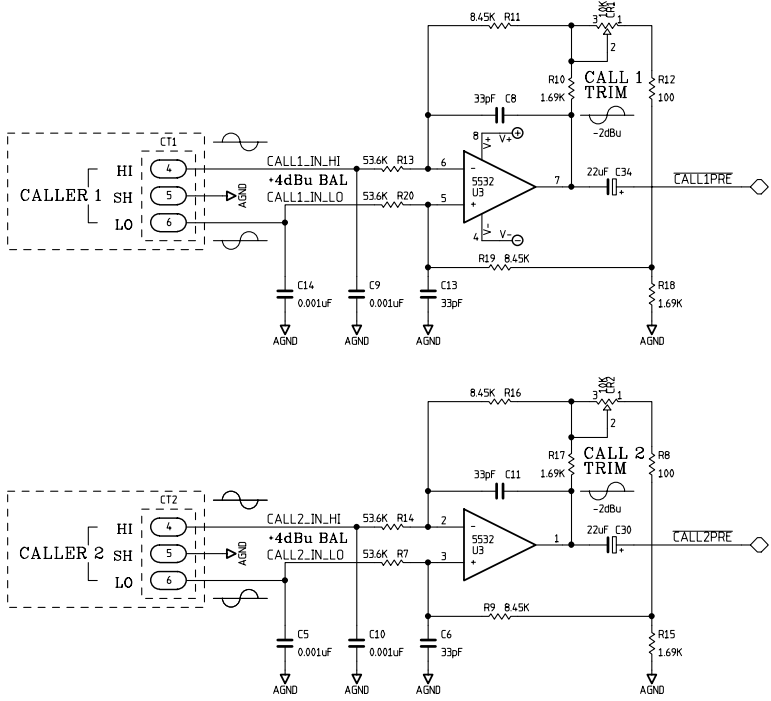 8.45K R11
10K
CR1
3 1
2
R10
1.69K
CALL 1
TRIM
R12
100
33pF C8
-2dBu
8 V+ V+ +
CT1
CALLER 1
HI 4
SH 5
LO 6
AGND
CALL1_IN_HI
+4dBu BAL
CALL1_IN_LO
53.6K R13
53.6K R20
6 -
5 +
5532
U3
7
4 V- V- -
22uF C34
+
CALL1PRE
R19 8.45K
C14
0.001uF
C9
0.001uF
C13
33pF
R18
1.69K
AGND
AGND
AGND
AGND
8.45K R16
10K
CR2
3 1
2
R17
1.69K
CALL 2
TRIM
R8
100
33pF C11
-2dBu
CT2
CALLER 2
HI 4
SH 5
LO 6
AGND
CALL2_IN_HI
+4dBu BAL
CALL2_IN_LO
53.6K R14
53.6K R7
2 -
3 +
5532
U3
1
22uF C30
+
CALL2PRE
R9 8.45K
C5
0.001uF
C10
0.001uF
C6
33pF
R15
1.69K
AGND
AGND
AGND
AGND